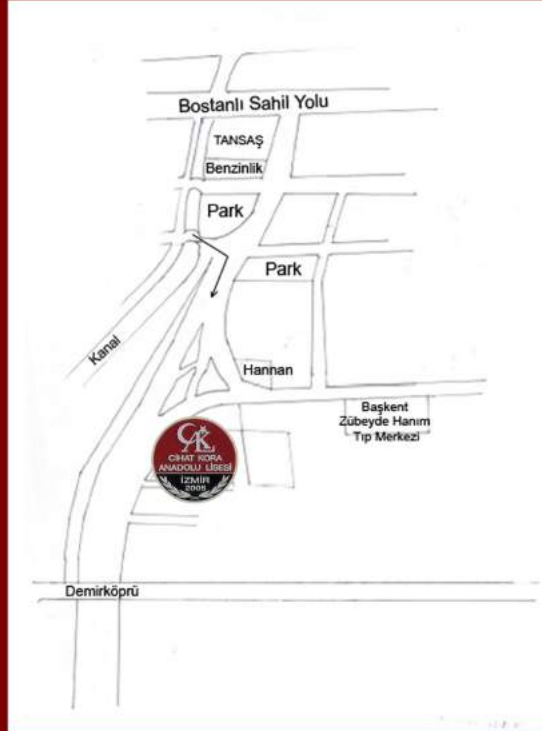 Bostanlı Sahil Yolu
TANSAŞ
Benzinlik
Park
Park
Kanal
Hannan
Başkent
Zübeyde Hanım
Tıp Merkezi
ÇK
CİHAT KORA
ANADOLU LİSESİ
İZMİR
2005
Demirköprü